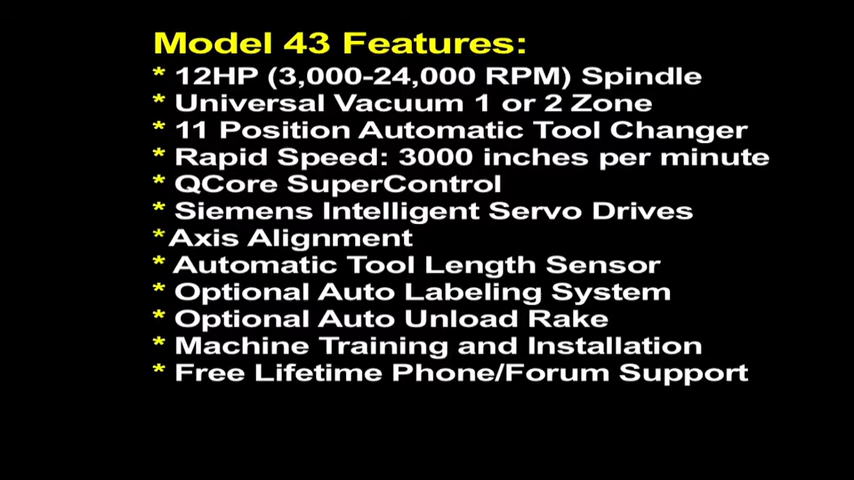 Model 43 Features:
* 12HP (3,000-24,000 RPM) Spindle
* Universal Vacuum 1 or 2 Zone
* 11 Position Automatic Tool Changer
* Rapid Speed: 3000 inches per minute
* QCore SuperControl
* Siemens Intelligent Servo Drives
* Axis Alignment
* Automatic Tool Length Sensor
* Optional Auto Labeling System
* Optional Auto Unload Rake
* Machine Training and Installation
* Free Lifetime Phone/Forum Support